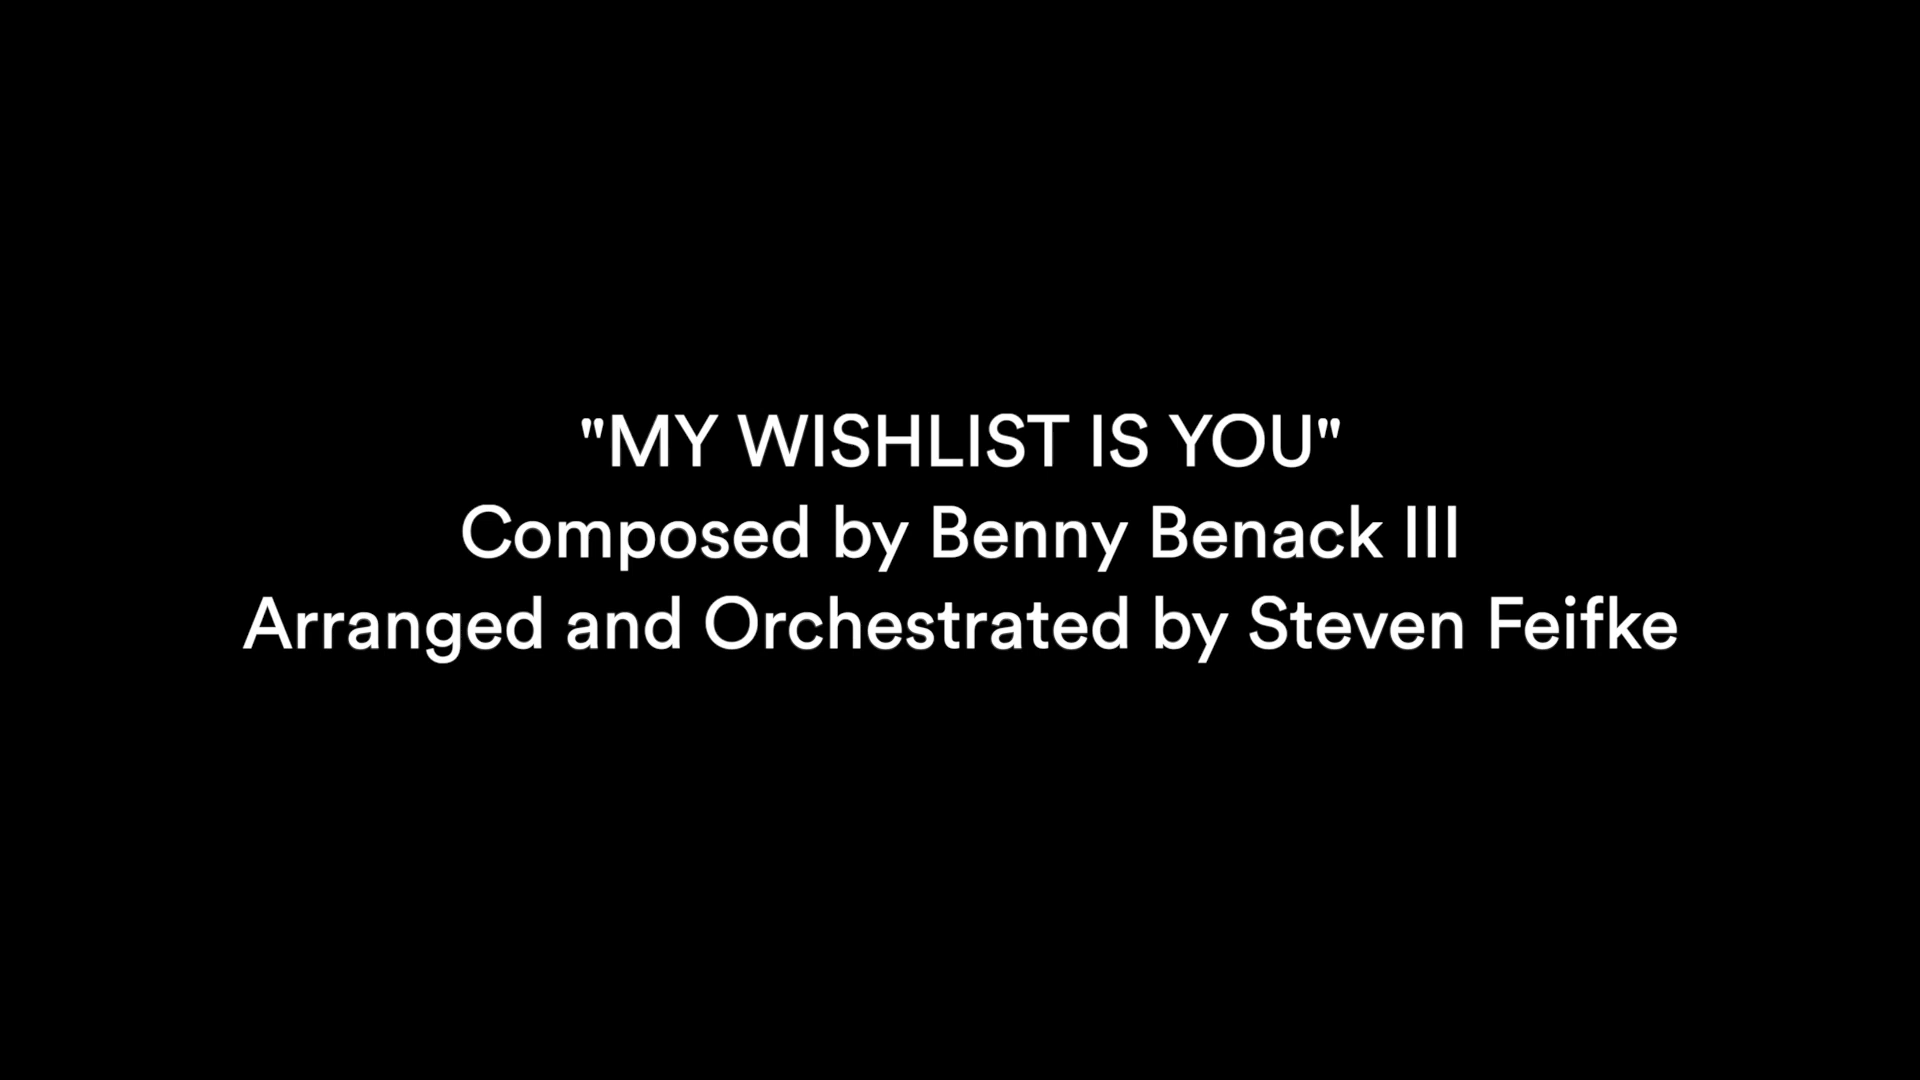 "MY WISHLIST IS YOU"
Composed by Benny Benack III
Arranged and Orchestrated by Steven Feifke